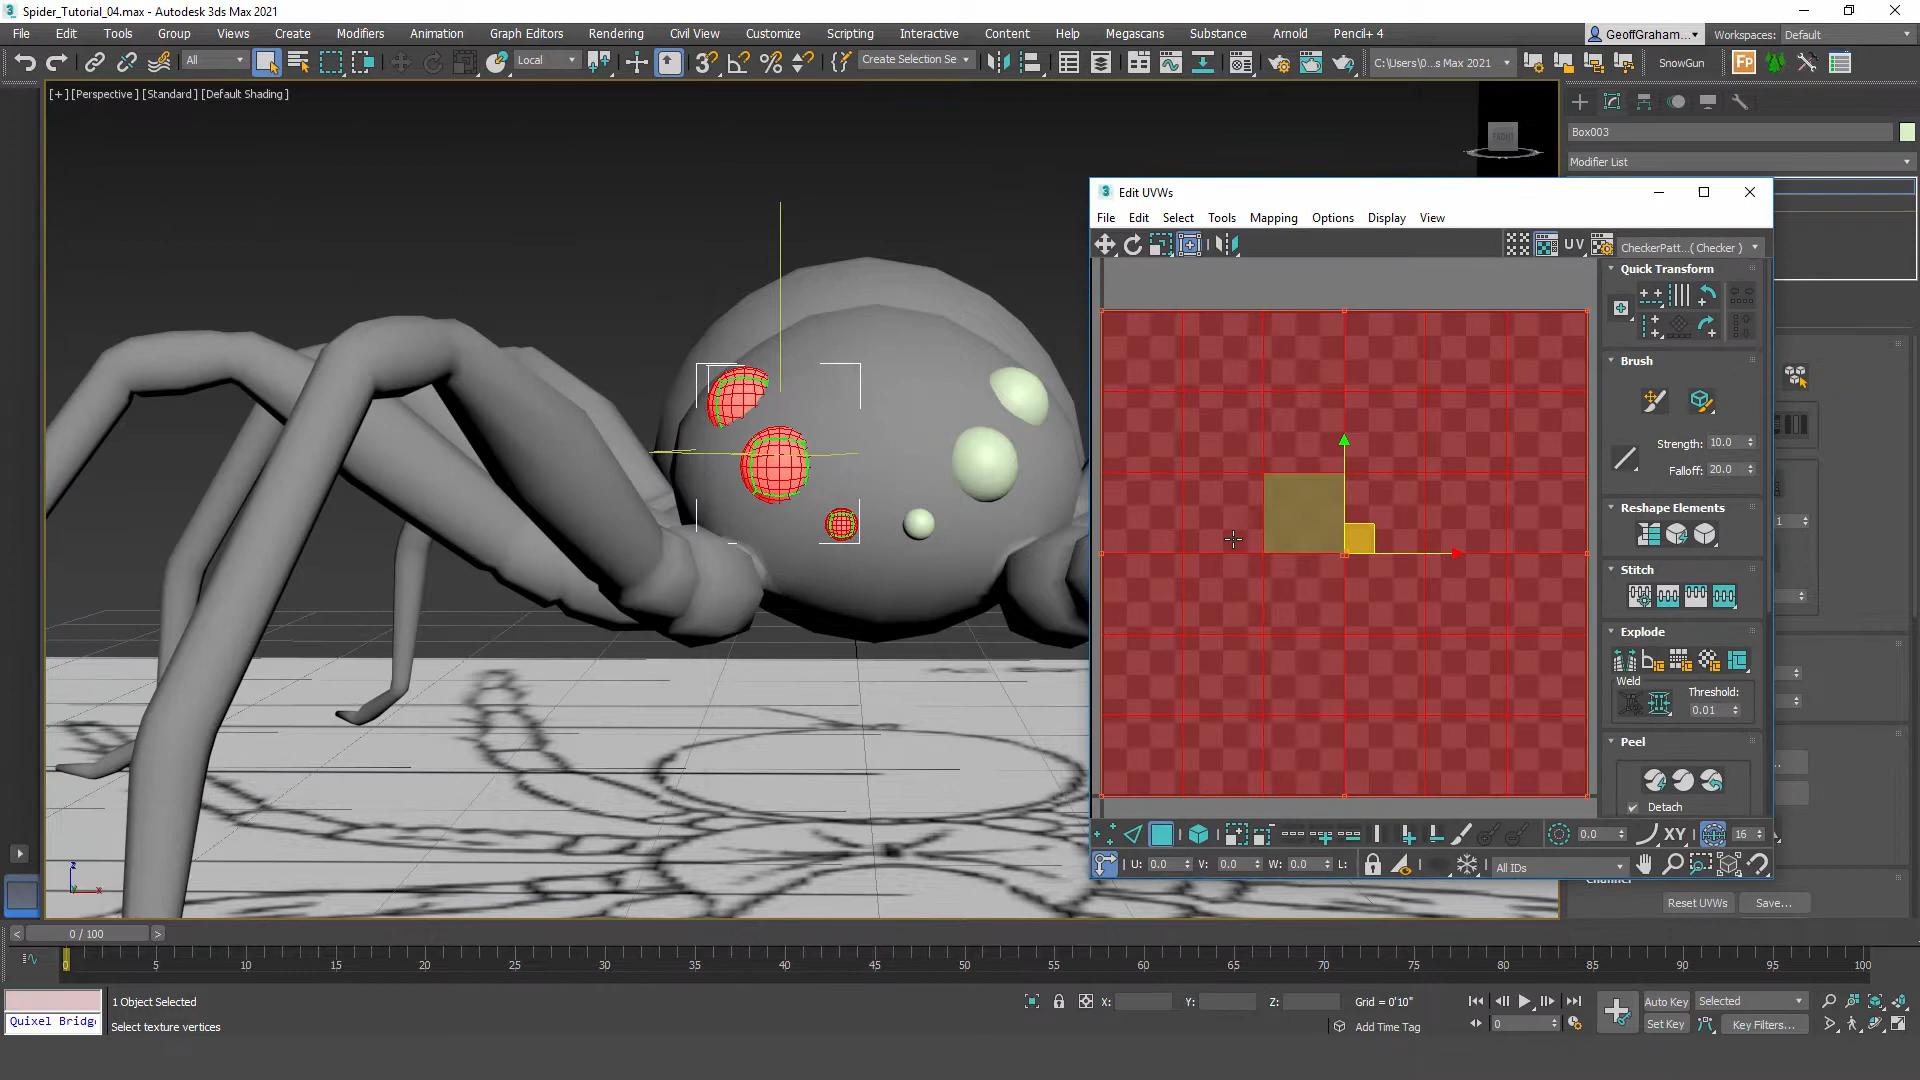 Spider_Tutorial_04.max - Autodesk 3ds Max 2021
File Edit Tools Group Views Create Modifiers Animation Graph Editors Rendering Civil View Customize Scripting Interactive Content Help Megascans Substance Arnold Pencil+ 4
GeoffGraham... Workspaces: Default
All Local Create Selection Se C:\Users\0...s Max 2021 SnowGun
[+] [Perspective] [Standard] [Default Shading]
FRONT
Box003
Modifier List
Edit UVWs
File Edit Select Tools Mapping Options Display View
UV CheckerPatt...( Checker )
Quick Transform
Brush
Strength: 10.0
Falloff: 20.0
Reshape Elements
Stitch
Explode
Weld
Threshold:
0.01
Peel
Detach
0.0 XY 16
U: 0.0 V: 0.0 W: 0.0 L: All IDs
Reset UVWs Save...
0 / 100
0 5 10 15 20 25 30 35 40 45 50 55 60 65 70 75 80 85 90 95 100
1 Object Selected
X: Y: Z: Grid = 0'10"
Auto Key Selected
Quixel Bridg
Select texture vertices
Add Time Tag
0
Set Key Key Filters...